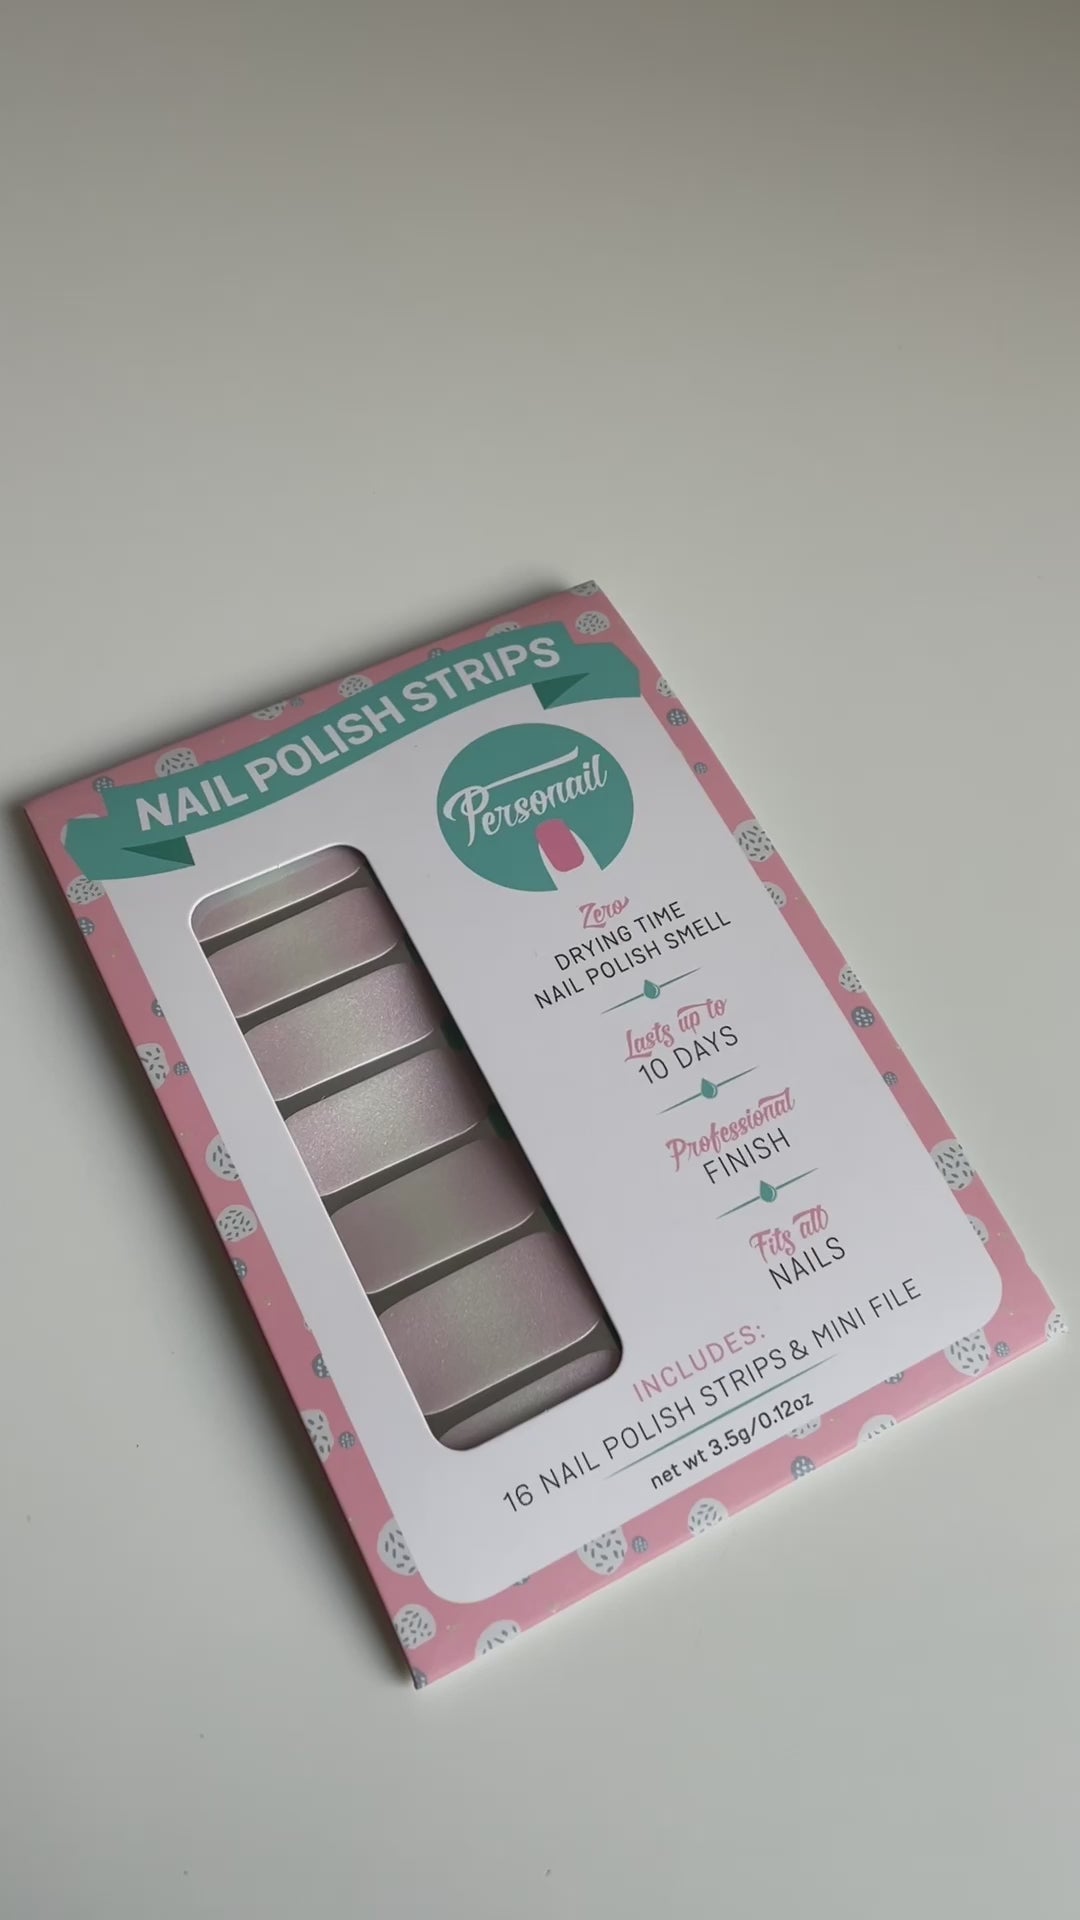 NAIL POLISH STRIPS
Personail
Zero
DRYING TIME
NAIL POLISH SMELL
Lasts up to
10 DAYS
Professional
FINISH
Fits all
NAILS
INCLUDES:
16 NAIL POLISH STRIPS & MINI FILE
net wt 3.5g/0.12oz